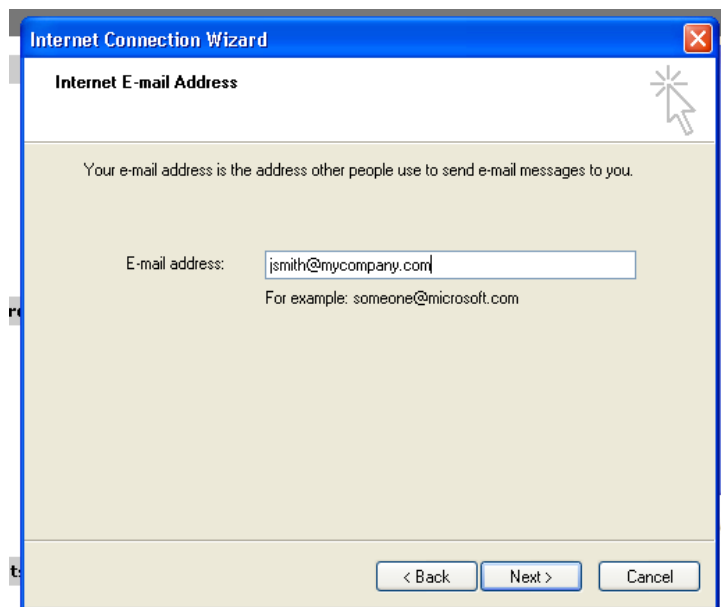 Internet Connection Wizard
Internet E-mail Address
Your e-mail address is the address other people use to send e-mail messages to you.
E-mail address:
jsmith@mycompany.com
For example: someone@microsoft.com
< Back
Next >
Cancel